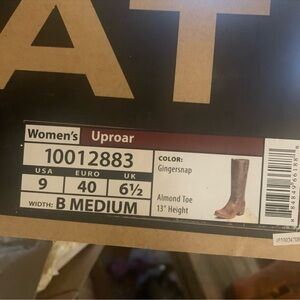 AT
Women's Uproar
10012883
USA EURO UK
9 40 6½
WIDTH: B MEDIUM
COLOR:
Gingersnap
Almond Toe
13" Height